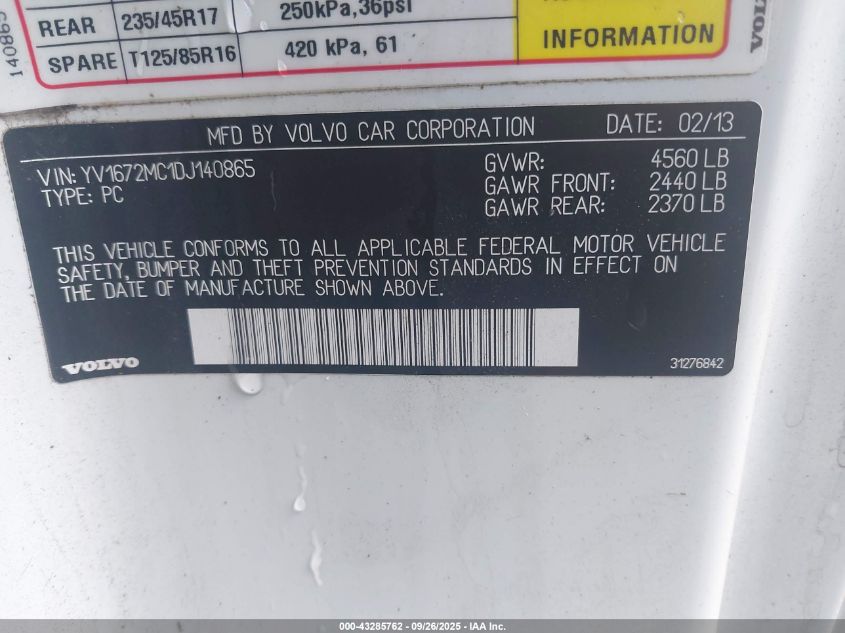 REAR 235/45R17 250kPa,36psi
SPARE T125/85R16 420 kPa, 61
INFORMATION
140865
MFD BY VOLVO CAR CORPORATION DATE: 02/13
VIN: YV1672MC1DJ140865 GVWR: 4560 LB
TYPE: PC GAWR FRONT: 2440 LB
GAWR REAR: 2370 LB
THIS VEHICLE CONFORMS TO ALL APPLICABLE FEDERAL MOTOR VEHICLE
SAFETY, BUMPER AND THEFT PREVENTION STANDARDS IN EFFECT ON
THE DATE OF MANUFACTURE SHOWN ABOVE.
VOLVO 31276842
000-43285762 - 09/26/2025 - IAA Inc.